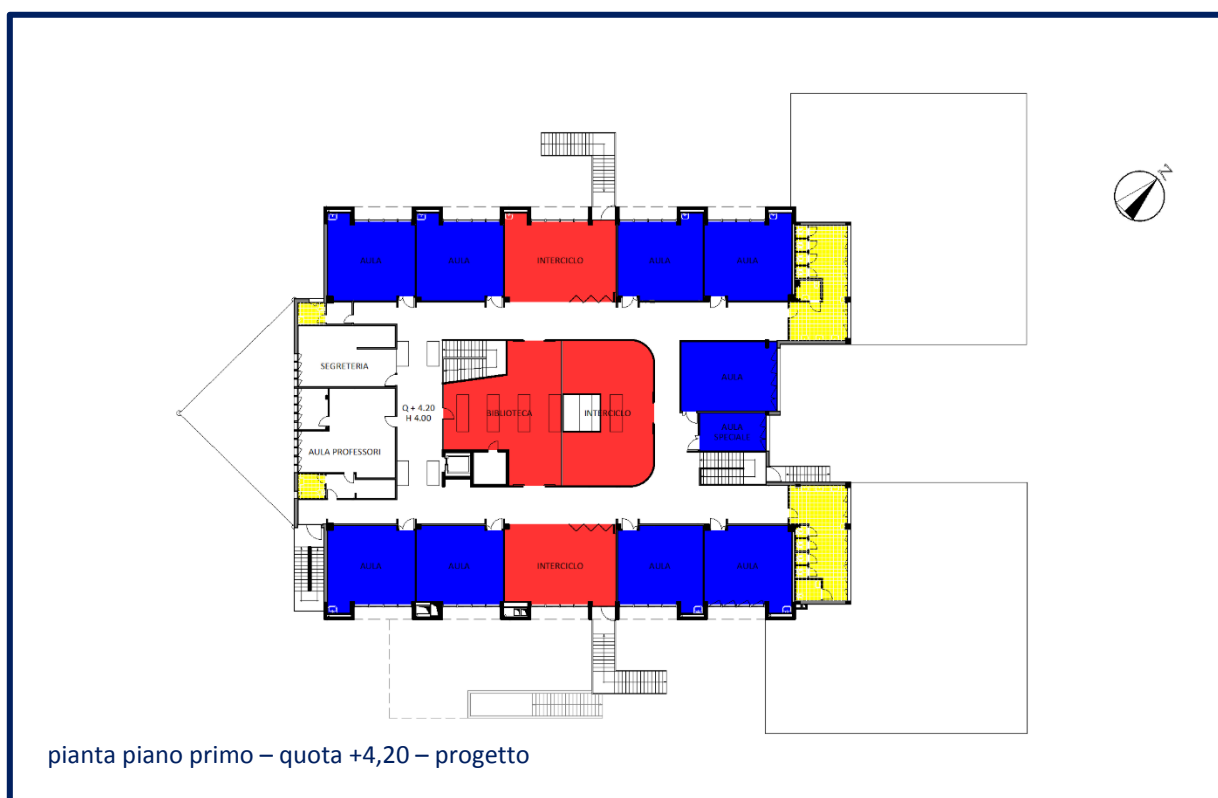 N
AULA
AULA
INTERCICLO
AULA
AULA
SEGRETERIA
AULA
Q + 4.20
H 4.00
BIBLIOTECA
INTERCICLO
AULA
SPECIALE
AULA PROFESSORI
AULA
AULA
INTERCICLO
AULA
AULA
pianta piano primo – quota +4,20 – progetto